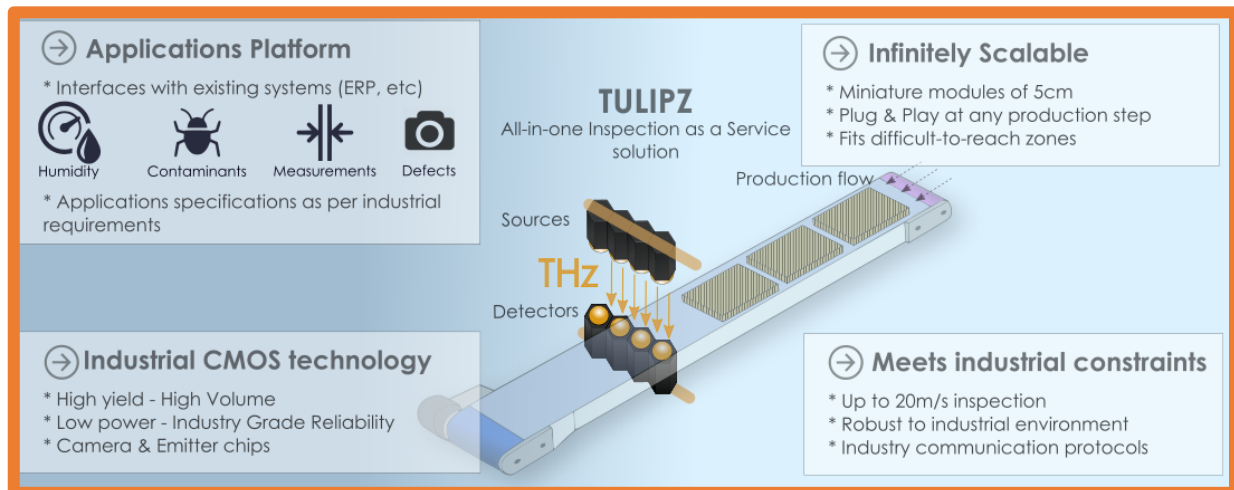 Applications Platform
* Interfaces with existing systems (ERP, etc)
Humidity
Contaminants
Measurements
Defects
* Applications specifications as per industrial
requirements
TULIPZ
All-in-one Inspection as a Service
solution
Infinitely Scalable
* Miniature modules of 5cm
* Plug & Play at any production step
* Fits difficult-to-reach zones
Production flow
Sources
THz
Detectors
Industrial CMOS technology
* High yield - High Volume
* Low power - Industry Grade Reliability
* Camera & Emitter chips
Meets industrial constraints
* Up to 20m/s inspection
* Robust to industrial environment
* Industry communication protocols